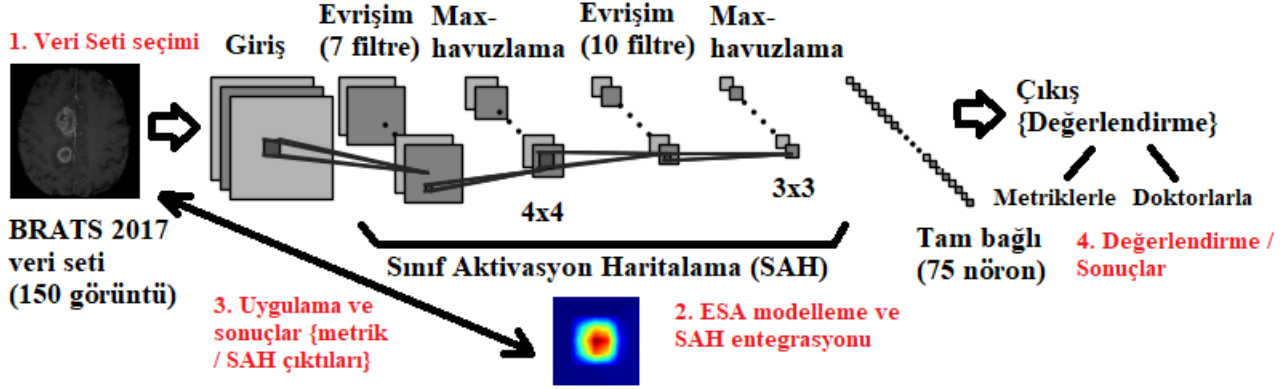 1. Veri Seti seçimi
BRATS 2017
veri seti
(150 görüntü)
Giriş
Evrişim
(7 filtre)
Max-
havuzlama
Evrişim
(10 filtre)
Max-
havuzlama
4x4
3x3
Sınıf Aktivasyon Haritalama (SAH)
Tam bağlı
(75 nöron)
Çıkış
{Değerlendirme}
Metriklerle
Doktorlarla
2. ESA modelleme ve
SAH entegrasyonu
3. Uygulama ve
sonuçlar {metrik
/ SAH çıktıları}
4. Değerlendirme /
Sonuçlar